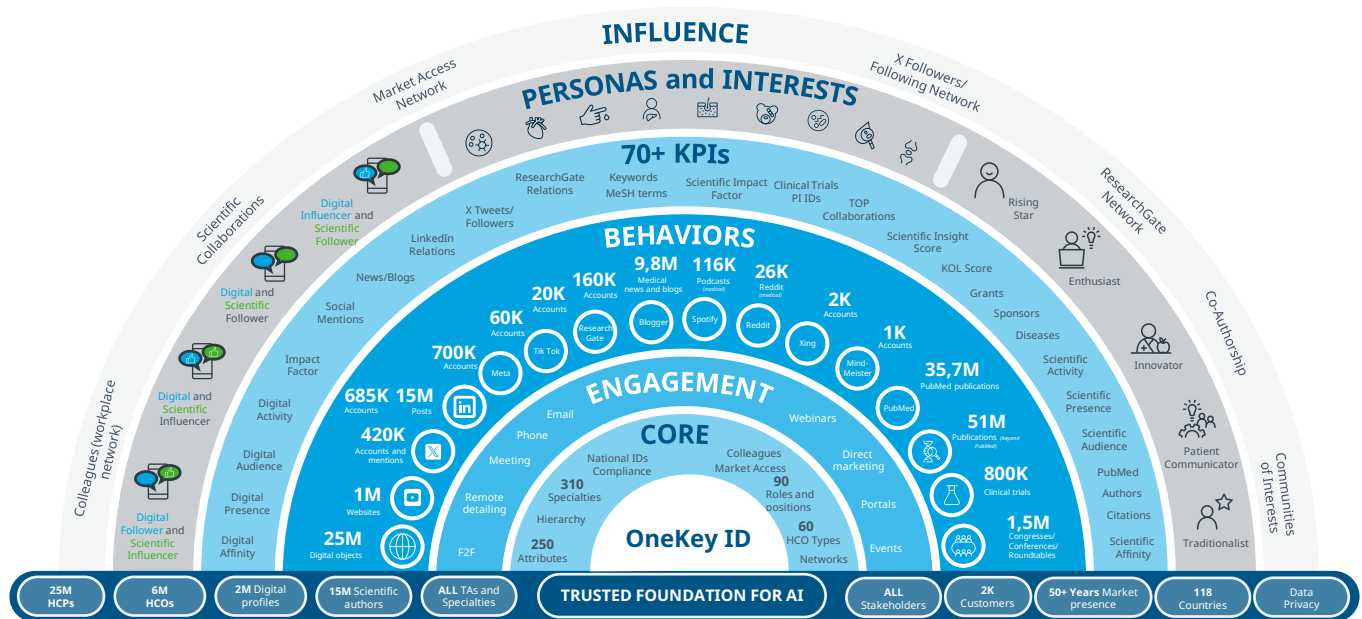 INFLUENCE
Market Access
Network
X Followers/
Following Network
Scientific
Collaborations
ResearchGate
Network
Colleagues (workplace
network)
Co-Authorship
Communities
of Interests
PERSONAS and INTERESTS
Digital
Influencer and
Scientific
Follower
Digital and
Scientific
Follower
Digital and
Scientific
Influencer
Digital
Follower and
Scientific
Influencer
Rising
Star
Enthusiast
Innovator
Patient
Communicator
Traditionalist
70+ KPIs
Digital
Affinity
Digital
Presence
Digital
Audience
Digital
Activity
Impact
Factor
Social
Mentions
News/Blogs
LinkedIn
Relations
X Tweets/
Followers
ResearchGate
Relations
Keywords
MeSH terms
Scientific Impact
Factor
Clinical Trials
PI IDs
TOP
Collaborations
Scientific Insight
Score
KOL Score
Grants
Sponsors
Diseases
Scientific
Activity
Scientific
Presence
Scientific
Audience
PubMed
Authors
Citations
Scientific
Affinity
BEHAVIORS
25M
Digital objects
1M
Websites
420K
Accounts and
mentions
X
685K
Accounts
15M
Posts
in
700K
Accounts
Meta
60K
Accounts
Tik Tok
20K
Accounts
Research
Gate
160K
Accounts
9,8M
Medical
news and blogs
Blogger
116K
Podcasts
(medical)
Spotify
26K
Reddit
(medical)
Reddit
2K
Accounts
Xing
1K
Accounts
Mind-
Meister
35,7M
PubMed publications
PubMed
51M
Publications (beyond
PubMed)
800K
Clinical trials
1,5M
Congresses/
Conferences/
Roundtables
ENGAGEMENT
F2F
Remote
detailing
Meeting
Phone
Email
Webinars
Direct
marketing
Portals
Events
CORE
250
Attributes
Hierarchy
310
Specialties
National IDs
Compliance
Colleagues
Market Access
90
Roles and
positions
60
HCO Types
Networks
OneKey ID
25M
HCPs
6M
HCOs
2M Digital
profiles
15M Scientific
authors
ALL TAs and
Specialties
TRUSTED FOUNDATION FOR AI
ALL
Stakeholders
2K
Customers
50+ Years Market
presence
118
Countries
Data
Privacy